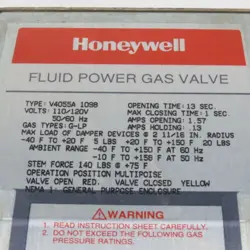 Honeywell
FLUID POWER GAS VALVE
TYPE: V4055A 1098 OPENING TIME: 13 SEC.
VOLTS: 110/120V MAX CLOSING TIME: 1 SEC.
50/60 Hz AMPS OPENING: 1.57
GAS TYPES: G-LP AMPS HOLDING: .13
MAX LOAD OF DAMPER DEVICES @ 2 11/16 IN. RADIUS
-40 F TO +20 F 5 LBS +20 F TO +150 F 20 LBS
AMBIENT RANGE -40 F TO +150 F AT 60 Hz
-10 F TO +150 F AT 50 Hz
STEM FORCE 140 LBS @ +75 F
OPERATION POSITION MULTIPOISE
VALVE OPEN: RED. VALVE CLOSED YELLOW
NEMA 1: GENERAL PURPOSE ENCLOSURE
⚠WARNING
1. READ INSTRUCTION SHEET CAREFULLY.
2. DO NOT EXCEED THE FOLLOWING GAS
PRESSURE RATINGS.